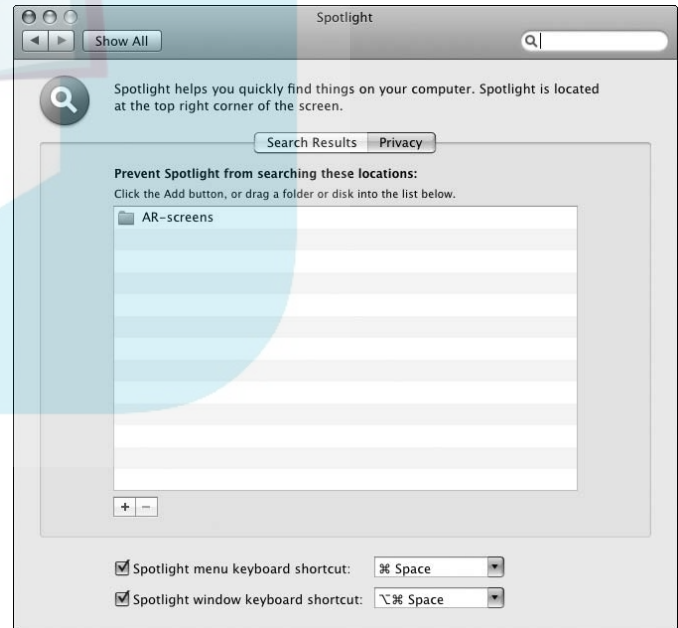 Spotlight
Show All
Spotlight helps you quickly find things on your computer. Spotlight is located
at the top right corner of the screen.
Search Results Privacy
Prevent Spotlight from searching these locations:
Click the Add button, or drag a folder or disk into the list below.
AR-screens
+ −
Spotlight menu keyboard shortcut: ⌘ Space
Spotlight window keyboard shortcut: ⌥⌘ Space